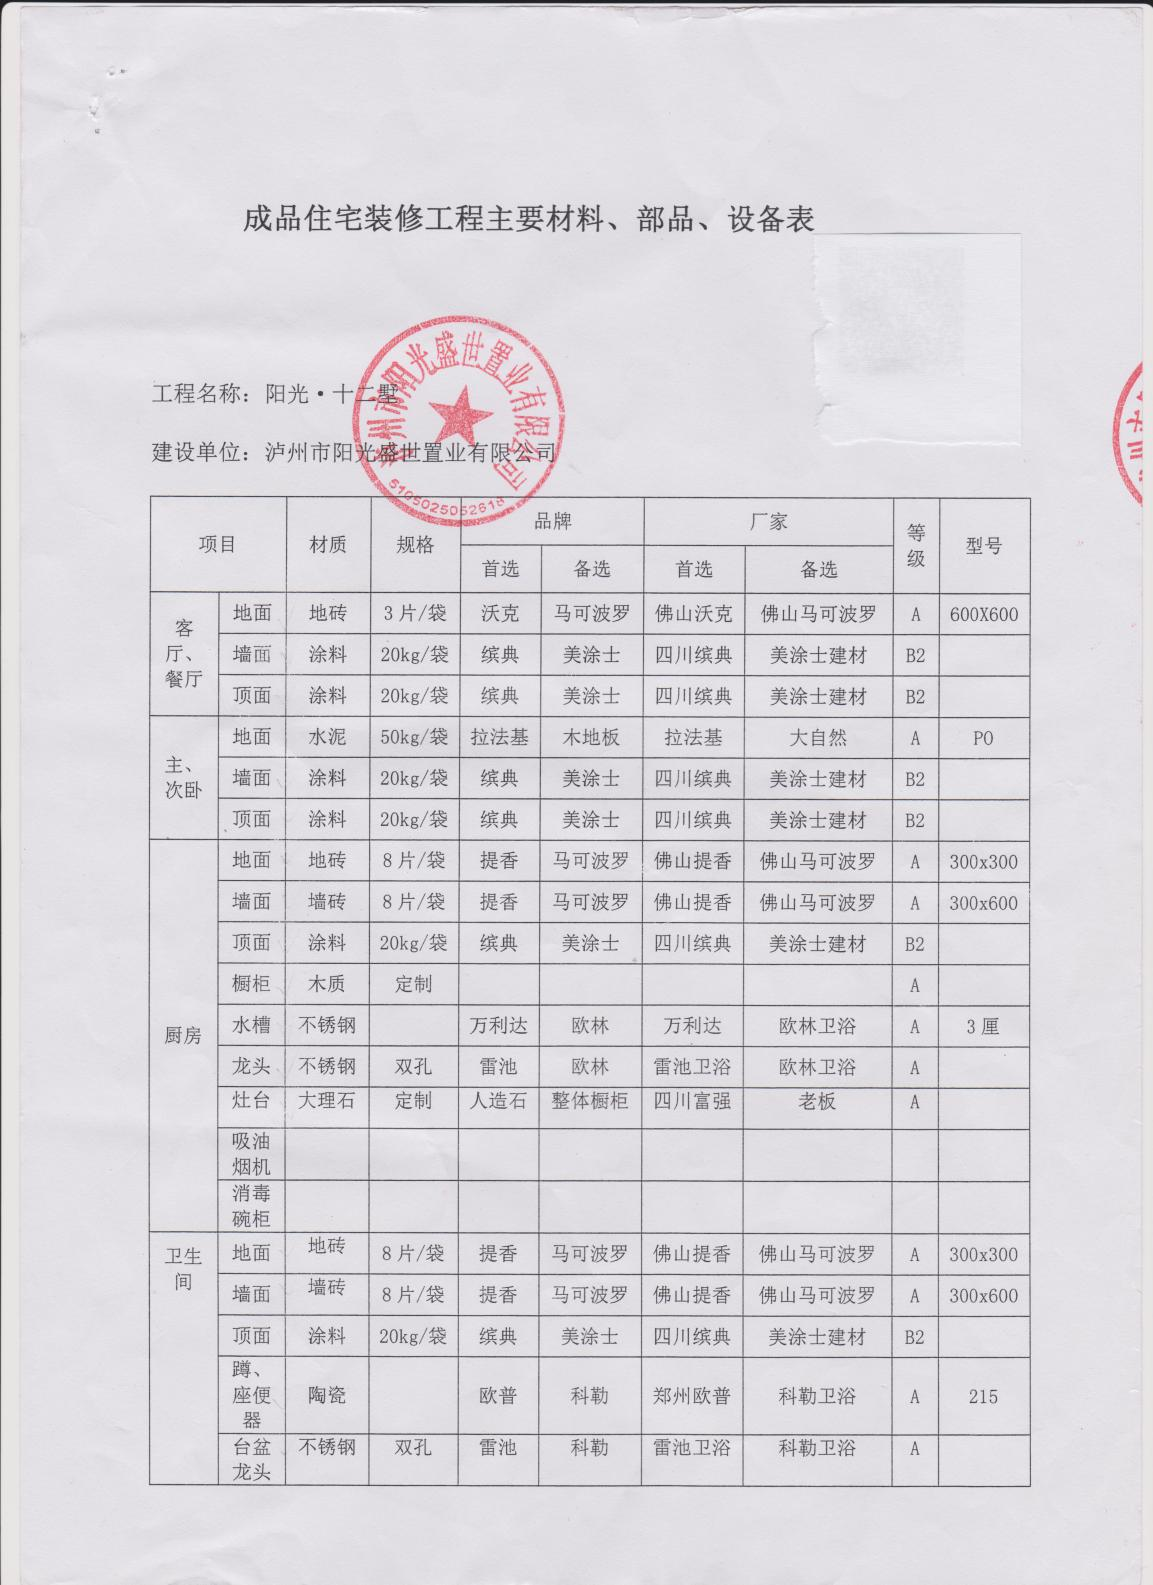 成品住宅装修工程主要材料、部品、设备表
工程名称：阳光·十二墅
建设单位：泸州市阳光盛世置业有限公司
泸州市阳光盛世置业有限公司
5105025052618
项目 材质 规格 品牌 厂家 等级 型号
首选 备选 首选 备选
客厅、餐厅 地面 地砖 3片/袋 沃克 马可波罗 佛山沃克 佛山马可波罗 A 600X600
墙面 涂料 20kg/袋 缤典 美涂士 四川缤典 美涂士建材 B2
顶面 涂料 20kg/袋 缤典 美涂士 四川缤典 美涂士建材 B2
主、次卧 地面 水泥 50kg/袋 拉法基 木地板 拉法基 大自然 A PO
墙面 涂料 20kg/袋 缤典 美涂士 四川缤典 美涂士建材 B2
顶面 涂料 20kg/袋 缤典 美涂士 四川缤典 美涂士建材 B2
厨房 地面 地砖 8片/袋 提香 马可波罗 佛山提香 佛山马可波罗 A 300x300
墙面 墙砖 8片/袋 提香 马可波罗 佛山提香 佛山马可波罗 A 300x600
顶面 涂料 20kg/袋 缤典 美涂士 四川缤典 美涂士建材 B2
橱柜 木质 定制 A
水槽 不锈钢 万利达 欧林 万利达 欧林卫浴 A 3厘
龙头 不锈钢 双孔 雷池 欧林 雷池卫浴 欧林卫浴 A
灶台 大理石 定制 人造石 整体橱柜 四川富强 老板 A
吸油烟机
消毒碗柜
卫生间 地面 地砖 8片/袋 提香 马可波罗 佛山提香 佛山马可波罗 A 300x300
墙面 墙砖 8片/袋 提香 马可波罗 佛山提香 佛山马可波罗 A 300x600
顶面 涂料 20kg/袋 缤典 美涂士 四川缤典 美涂士建材 B2
蹲、座便器 陶瓷 欧普 科勒 郑州欧普 科勒卫浴 A 215
台盆龙头 不锈钢 双孔 雷池 科勒 雷池卫浴 科勒卫浴 A